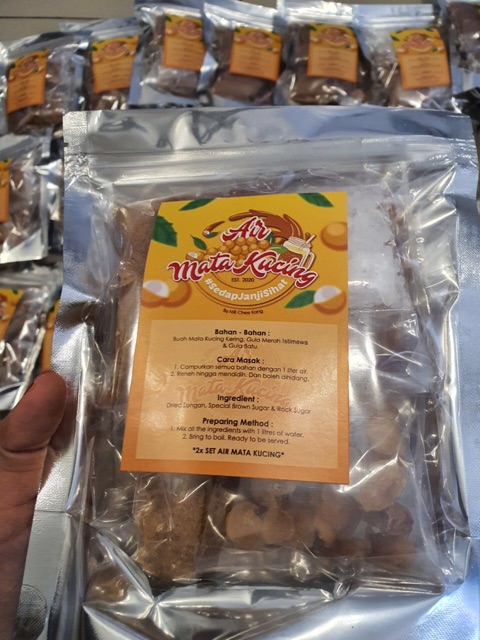 Air
Mata Kucing
EST. 2020
#SedapJanjiSihat
Bahan - Bahan :
Buah Mata Kucing Kering, Gula Merah Istimewa
& Gula Batu.
Cara Masak :
1. Campurkan semua bahan dengan 1 liter air.
2. Reneh hingga mendidih. Dan boleh dihidang.
Ingredient :
Dried Longan, Special Brown Sugar & Rock Sugar
Preparing Method :
1. Mix all the ingredients with 1 litres of water.
2. Bring to boil. Ready to be served.
*2x SET AIR MATA KUCING*